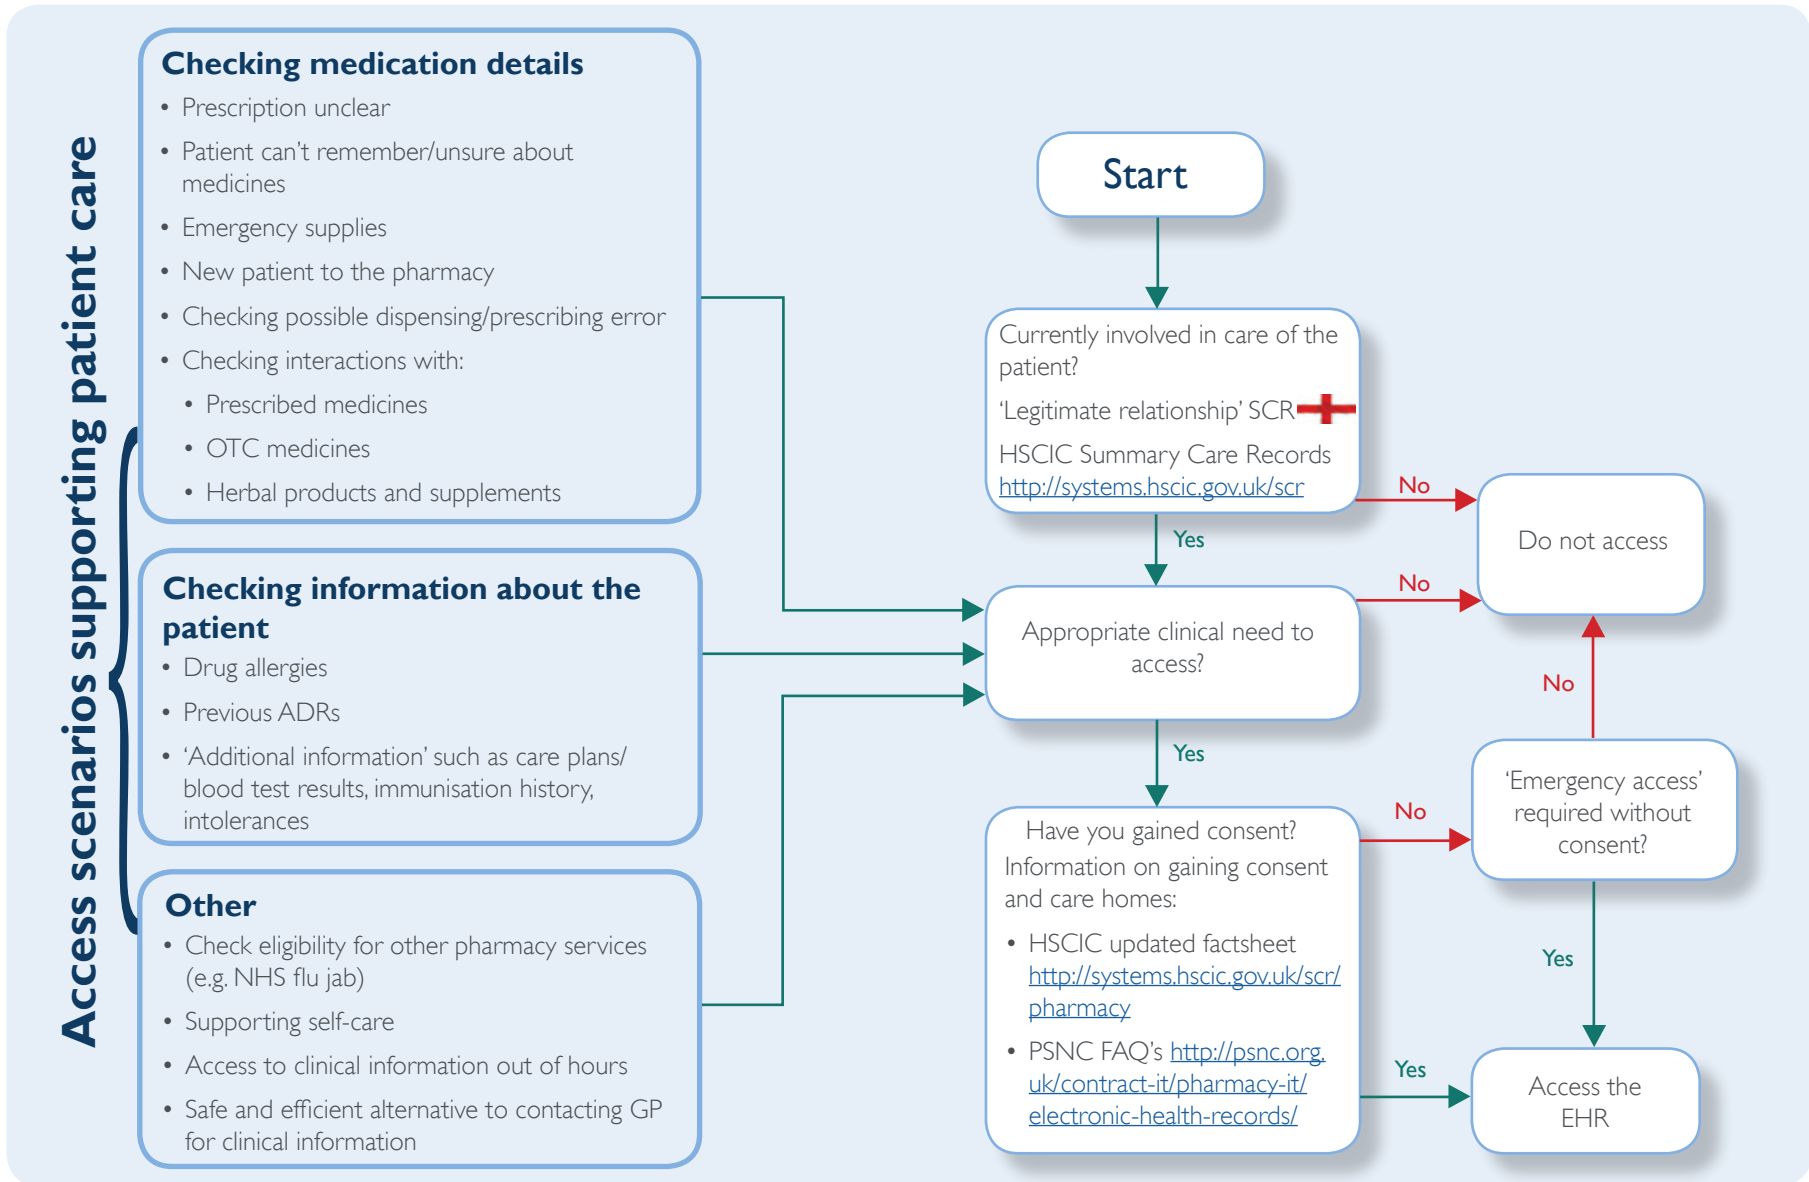 Access scenarios supporting patient care
Checking medication details
• Prescription unclear
• Patient can't remember/unsure about
medicines
• Emergency supplies
• New patient to the pharmacy
• Checking possible dispensing/prescribing error
• Checking interactions with:
• Prescribed medicines
• OTC medicines
• Herbal products and supplements
Checking information about the
patient
• Drug allergies
• Previous ADRs
• 'Additional information' such as care plans/
blood test results, immunisation history,
intolerances
Other
• Check eligibility for other pharmacy services
(e.g. NHS flu jab)
• Supporting self-care
• Access to clinical information out of hours
• Safe and efficient alternative to contacting GP
for clinical information
Start
Currently involved in care of the
patient?
'Legitimate relationship' SCR
HSCIC Summary Care Records
http://systems.hscic.gov.uk/scr
No
Yes
Do not access
Appropriate clinical need to
access?
No
Yes
No
Have you gained consent?
Information on gaining consent
and care homes:
• HSCIC updated factsheet
http://systems.hscic.gov.uk/scr/
pharmacy
• PSNC FAQ's http://psnc.org.
uk/contract-it/pharmacy-it/
electronic-health-records/
No
'Emergency access'
required without
consent?
Yes
Yes
Access the
EHR